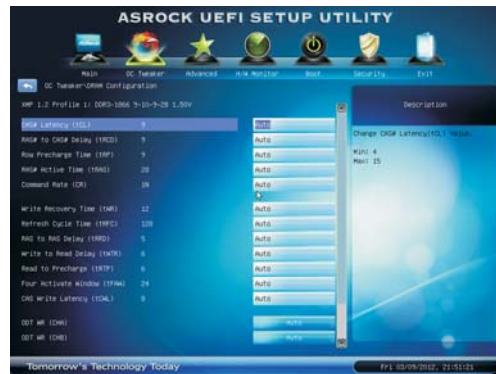 ASROCK UEFI SETUP UTILITY
Main OC Tweaker Advanced H/W Monitor Boot Security Exit
OC Tweaker\DRAM Configuration
XMP 1.2 Profile 1: DDR3-1866 9-10-9-28 1.50V
Description
CAS# Latency (tCL) 9 Auto
Change CAS# Latency(tCL) Value.
RAS# to CAS# Delay (tRCD) 9 Auto
Min: 4
Row Precharge Time (tRP) 9 Auto
Max: 15
RAS# Active Time (tRAS) 28 Auto
Command Rate (CR) 1N Auto
Write Recovery Time (tWR) 12 Auto
Refresh Cycle Time (tRFC) 128 Auto
RAS to RAS Delay (tRRD) 5 Auto
Write to Read Delay (tWTR) 6 Auto
Read to Precharge (tRTP) 6 Auto
Four Activate Window (tFAW) 24 Auto
CAS Write Latency (tCWL) 8 Auto
ODT WR (CHA) Auto
ODT WR (CHB) Auto
Tomorrow's Technology Today
Fri 03/09/2012, 21:51:21